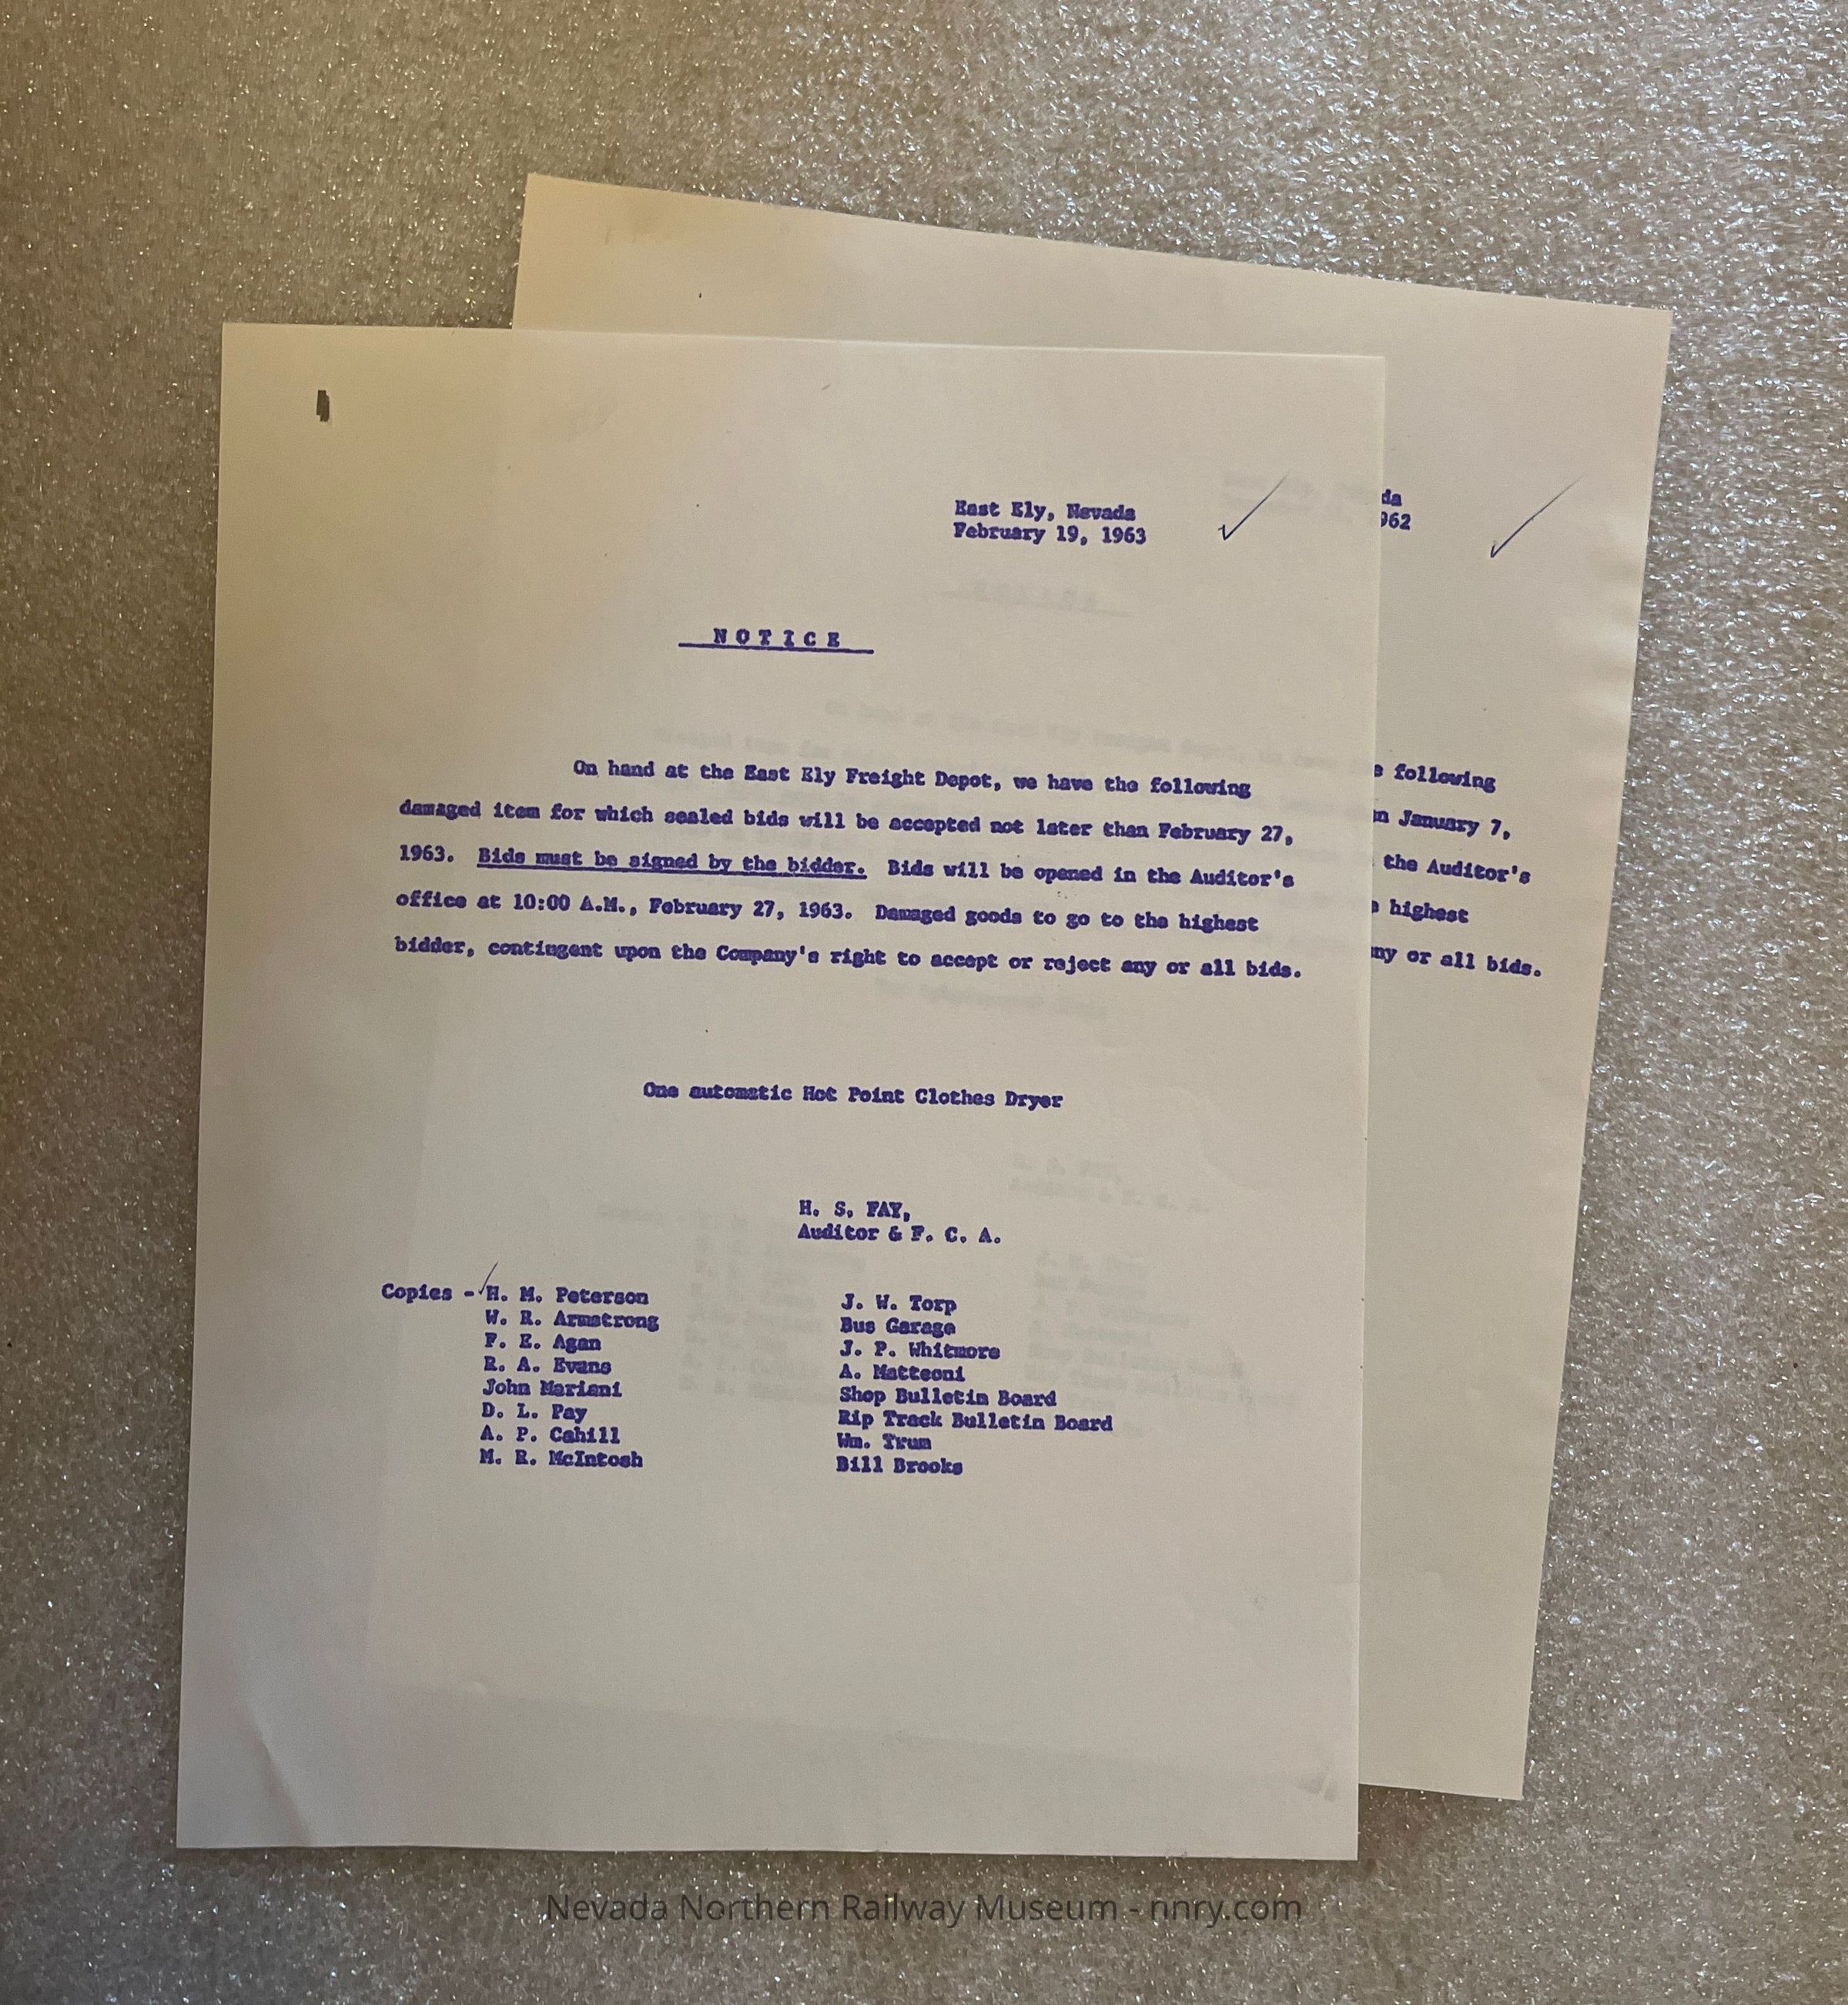 East Ely, Nevada
February 19, 1963
NOTICE
On hand at the East Ely Freight Depot, we have the following
damaged item for which sealed bids will be accepted not later than February 27,
1963. Bids must be signed by the bidder. Bids will be opened in the Auditor's
office at 10:00 A.M., February 27, 1963. Damaged goods to go to the highest
bidder, contingent upon the Company's right to accept or reject any or all bids.
One automatic Hot Point Clothes Dryer
H. S. FAY,
Auditor & F. C. A.
Copies - H. M. Peterson
W. R. Armstrong
F. E. Agan
R. A. Evans
John Mariani
D. L. Pay
A. P. Cahill
M. R. McIntosh
J. W. Torp
Bus Garage
J. P. Whitmore
A. Matteoni
Shop Bulletin Board
Rip Track Bulletin Board
Wm. Trum
Bill Brooks
da
962
following
January 7,
the Auditor's
highest
ny or all bids.
Nevada Northern Railway Museum - nnry.com